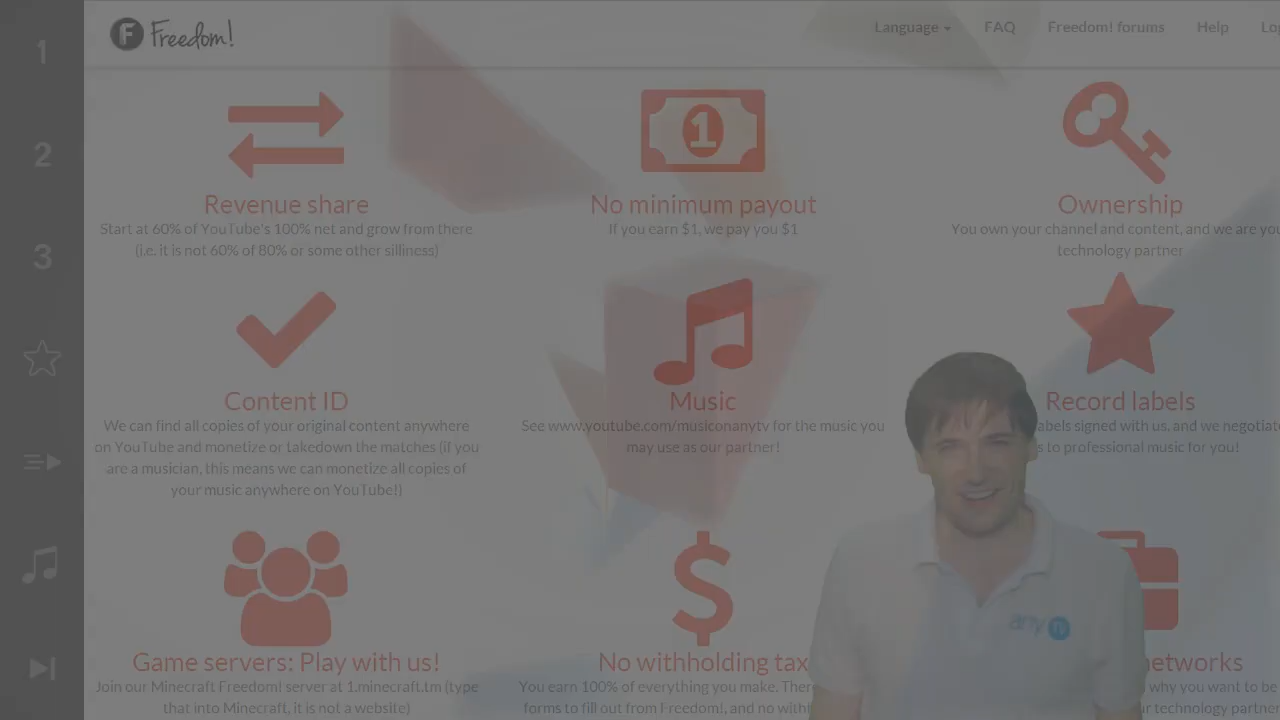 1
2
3
F Freedom!
Language
FAQ
Freedom! forums
Help
1
Revenue share
Start at 60% of YouTube's 100% net and grow from there
(i.e. it is not 60% of 80% or some other silliness)
No minimum payout
If you earn $1, we pay you $1
Ownership
You own your channel and content, and we are
technology partner
Content ID
We can find all copies of your original content anywhere
on YouTube and monetize or takedown the matches (if you
are a musician, this means we can monetize all copies of
your music anywhere on YouTube!)
Music
See www.youtube.com/musiconanytv for the music you
may use as our partner!
Record labels
signed with us, and we
to professional music for you!
Game servers: Play with us!
Join our Minecraft Freedom! server at 1.minecraft.tm (type
that into Minecraft, it is not a website)
$
No withholding tax
You earn 100% of everything you make.
forms to fill out from Freedom!, and no
networks
why you want to be
technology partner
any tv